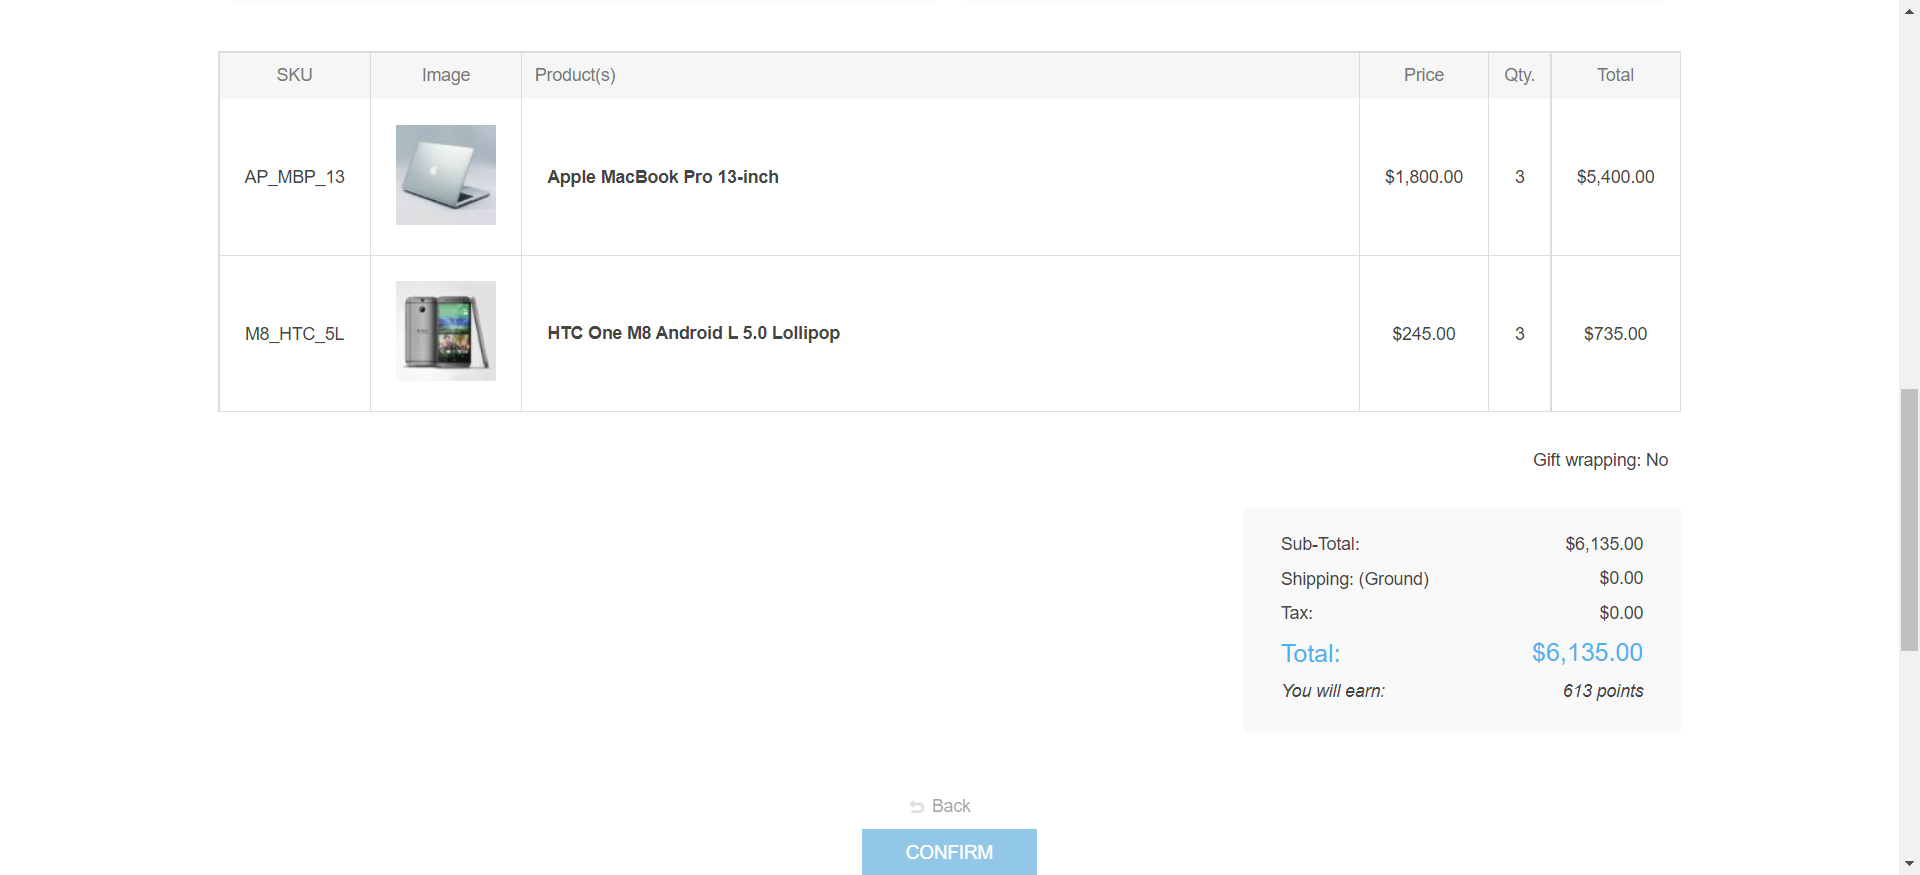 SKU Image Product(s) Price Qty. Total
AP_MBP_13 Apple MacBook Pro 13-inch $1,800.00 3 $5,400.00
M8_HTC_5L HTC One M8 Android L 5.0 Lollipop $245.00 3 $735.00
Gift wrapping: No
Sub-Total: $6,135.00
Shipping: (Ground) $0.00
Tax: $0.00
Total: $6,135.00
You will earn: 613 points
Back
CONFIRM